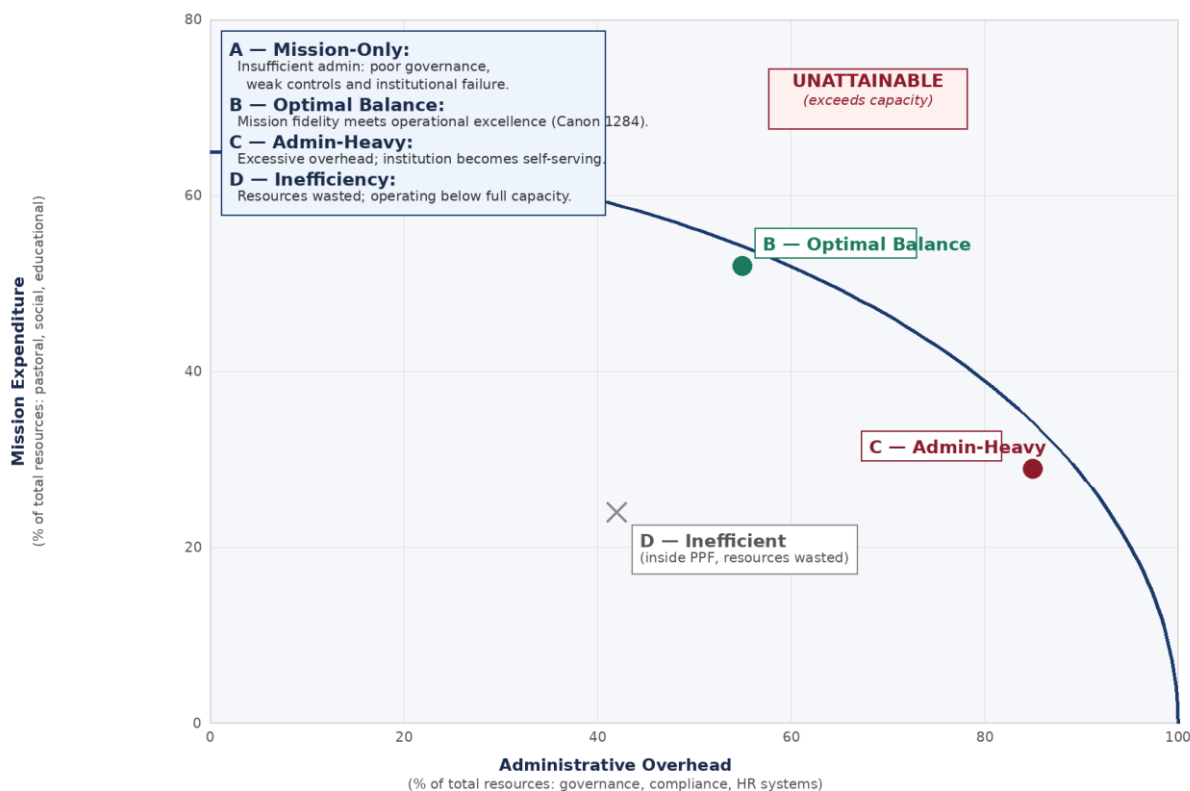 80
60
40
20
0
0 20 40 60 80 100
Mission Expenditure
(% of total resources: pastoral, social, educational)
A — Mission-Only:
Insufficient admin: poor governance,
weak controls and institutional failure.
B — Optimal Balance:
Mission fidelity meets operational excellence (Canon 1284).
C — Admin-Heavy:
Excessive overhead; institution becomes self-serving.
D — Inefficiency:
Resources wasted; operating below full capacity.
UNATTAINABLE
(exceeds capacity)
B — Optimal Balance
C — Admin-Heavy
D — Inefficient
(inside PPF, resources wasted)
Administrative Overhead
(% of total resources: governance, compliance, HR systems)